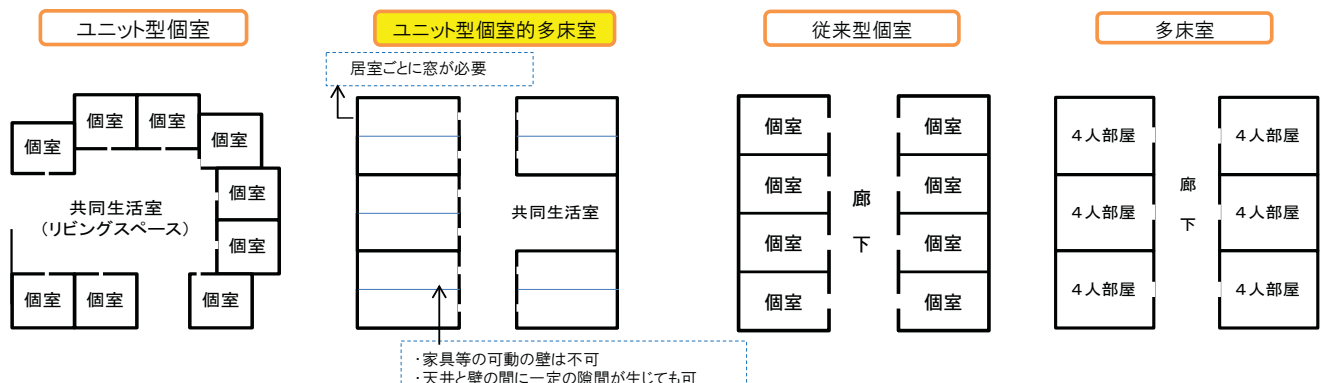 ユニット型個室
個室
個室
個室
個室
個室
個室
共同生活室
(リビングスペース)
個室
個室
個室
ユニット型個室的多床室
居室ごとに窓が必要
共同生活室
・家具等の可動の壁は不可
・天井と壁の間に一定の隙間が生じても可
従来型個室
個室
個室
個室
個室
廊
下
個室
個室
個室
個室
多床室
4人部屋
4人部屋
4人部屋
廊
下
4人部屋
4人部屋
4人部屋